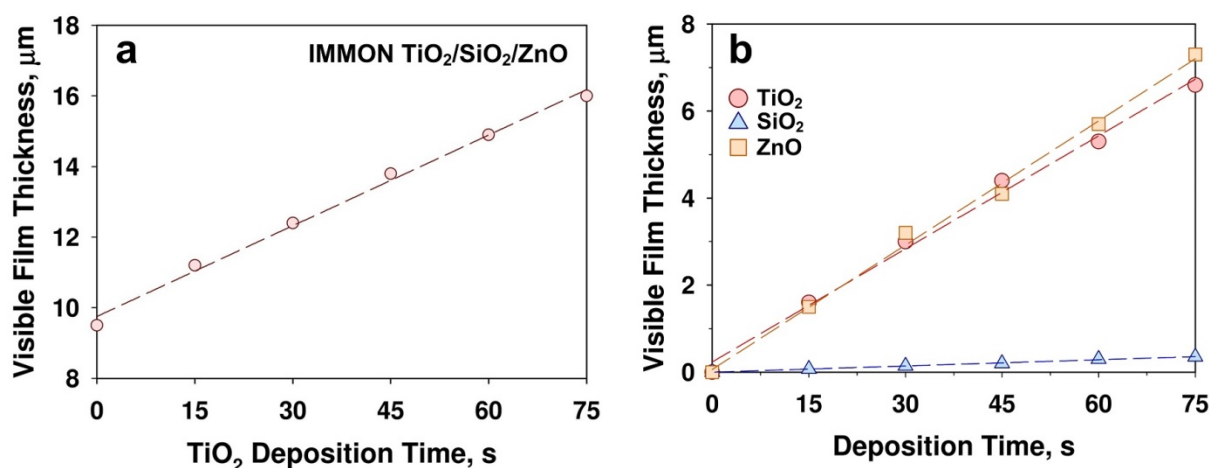 a
IMMON TiO₂/SiO₂/ZnO
Visible Film Thickness, μm
18
16
14
12
10
8
0 15 30 45 60 75
TiO₂ Deposition Time, s
b
TiO₂
SiO₂
ZnO
Visible Film Thickness, μm
8
6
4
2
0
0 15 30 45 60 75
Deposition Time, s